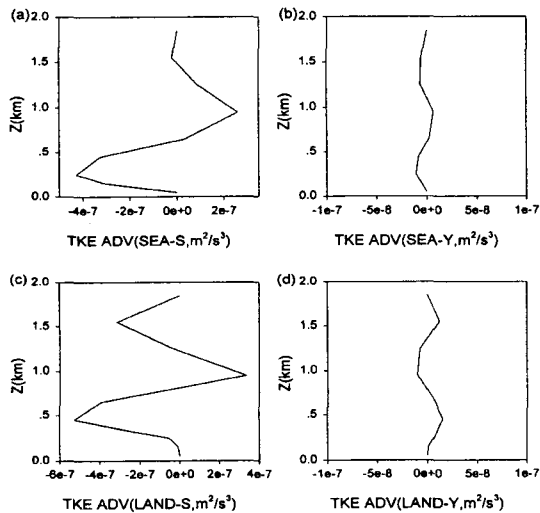 (a)
2.0
1.5
1.0
.5
0.0
Z(km)
-4e-7 -2e-7 0e+0 2e-7
TKE ADV(SEA-S,m²/s³)
(b)
2.0
1.5
1.0
.5
0.0
Z(km)
-1e-7 -5e-8 0e+0 5e-8 1e-7
TKE ADV(SEA-Y,m²/s³)
(c)
2.0
1.5
1.0
.5
0.0
Z(km)
-6e-7 -4e-7 -2e-7 0e+0 2e-7 4e-7
TKE ADV(LAND-S,m²/s³)
(d)
2.0
1.5
1.0
.5
0.0
Z(km)
-1e-7 -5e-8 0e+0 5e-8 1e-7
TKE ADV(LAND-Y,m²/s³)